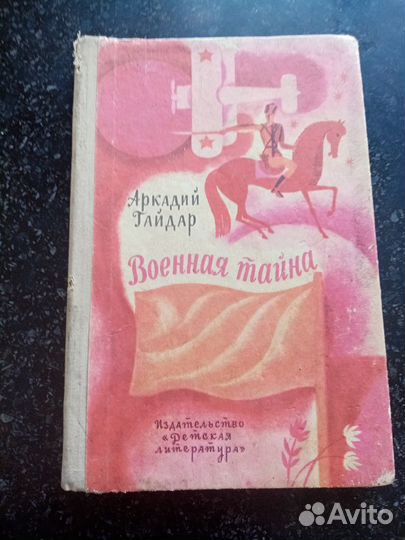 Аркадий
Гайдар
Военная тайна
Издательство
«Детская
литература»
Avito